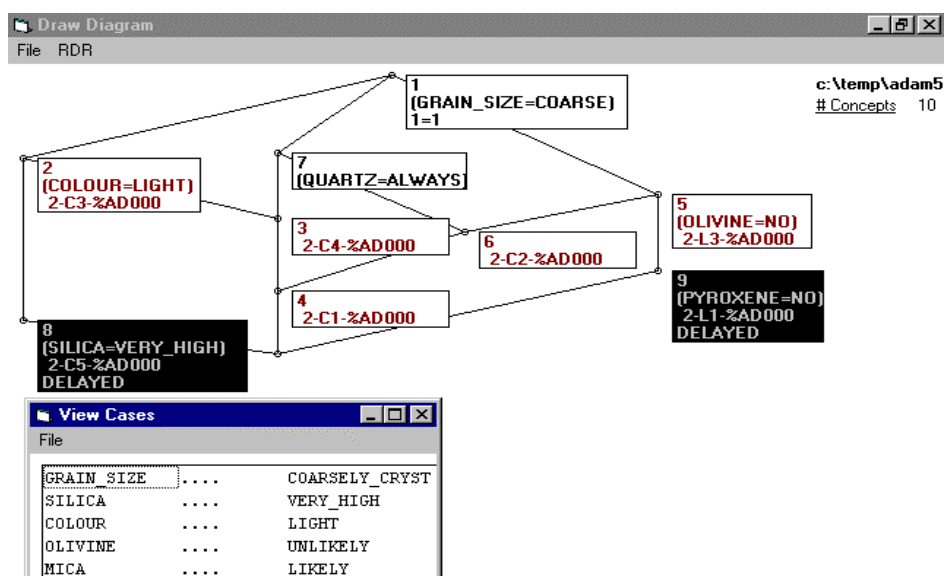 Draw Diagram
File RDR
c:\temp\adam5
# Concepts 10
1
(GRAIN_SIZE=COARSE)
1=1
2
(COLOUR=LIGHT)
2-C3-%AD000
7
(QUARTZ=ALWAYS)
3
2-C4-%AD000
6
2-C2-%AD000
5
(OLIVINE=NO)
2-L3-%AD000
4
2-C1-%AD000
9
(PYROXENE=NO)
2-L1-%AD000
DELAYED
8
(SILICA=VERY_HIGH)
2-C5-%AD000
DELAYED
View Cases
File
GRAIN_SIZE .... COARSELY_CRYST
SILICA .... VERY_HIGH
COLOUR .... LIGHT
OLIVINE .... UNLIKELY
MICA .... LIKELY